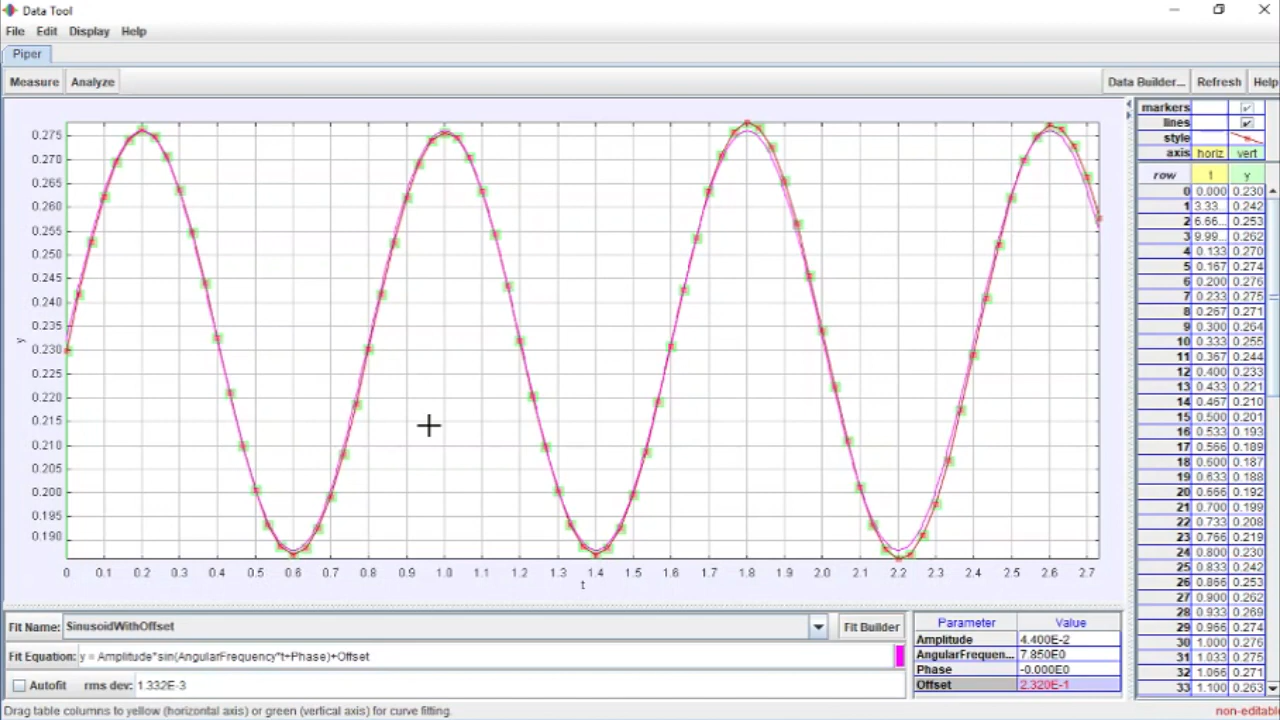 Data Tool
File Edit Display Help
Piper
Measure Analyze Data Builder... Refresh Help
markers
lines
style
axis horiz vert
row t y
0 0.000 0.230
1 3.33... 0.242
2 6.66... 0.253
3 9.99... 0.262
4 0.133 0.270
5 0.167 0.274
6 0.200 0.276
7 0.233 0.275
8 0.267 0.271
9 0.300 0.264
10 0.333 0.255
11 0.367 0.244
12 0.400 0.233
13 0.433 0.221
14 0.467 0.210
15 0.500 0.201
16 0.533 0.193
17 0.566 0.189
18 0.600 0.187
19 0.633 0.188
20 0.666 0.192
21 0.700 0.199
22 0.733 0.208
23 0.766 0.219
24 0.800 0.230
25 0.833 0.242
26 0.866 0.253
27 0.900 0.262
28 0.933 0.269
29 0.966 0.274
30 1.000 0.276
31 1.033 0.275
32 1.066 0.271
33 1.100 0.263
0.275
0.270
0.265
0.260
0.255
0.250
0.245
0.240
0.235
0.230
0.225
0.220
0.215
0.210
0.205
0.200
0.195
0.190
y
0 0.1 0.2 0.3 0.4 0.5 0.6 0.7 0.8 0.9 1.0 1.1 1.2 1.3 1.4 1.5 1.6 1.7 1.8 1.9 2.0 2.1 2.2 2.3 2.4 2.5 2.6 2.7
t
Fit Name: SinusoidWithOffset Fit Builder
Fit Equation: y = Amplitude*sin(AngularFrequency*t+Phase)+Offset
Autofit rms dev: 1.332E-3
Parameter Value
Amplitude 4.400E-2
AngularFrequen... 7.850E0
Phase -0.000E0
Offset 2.320E-1
Drag table columns to yellow (horizontal axis) or green (vertical axis) for curve fitting.
non-editable